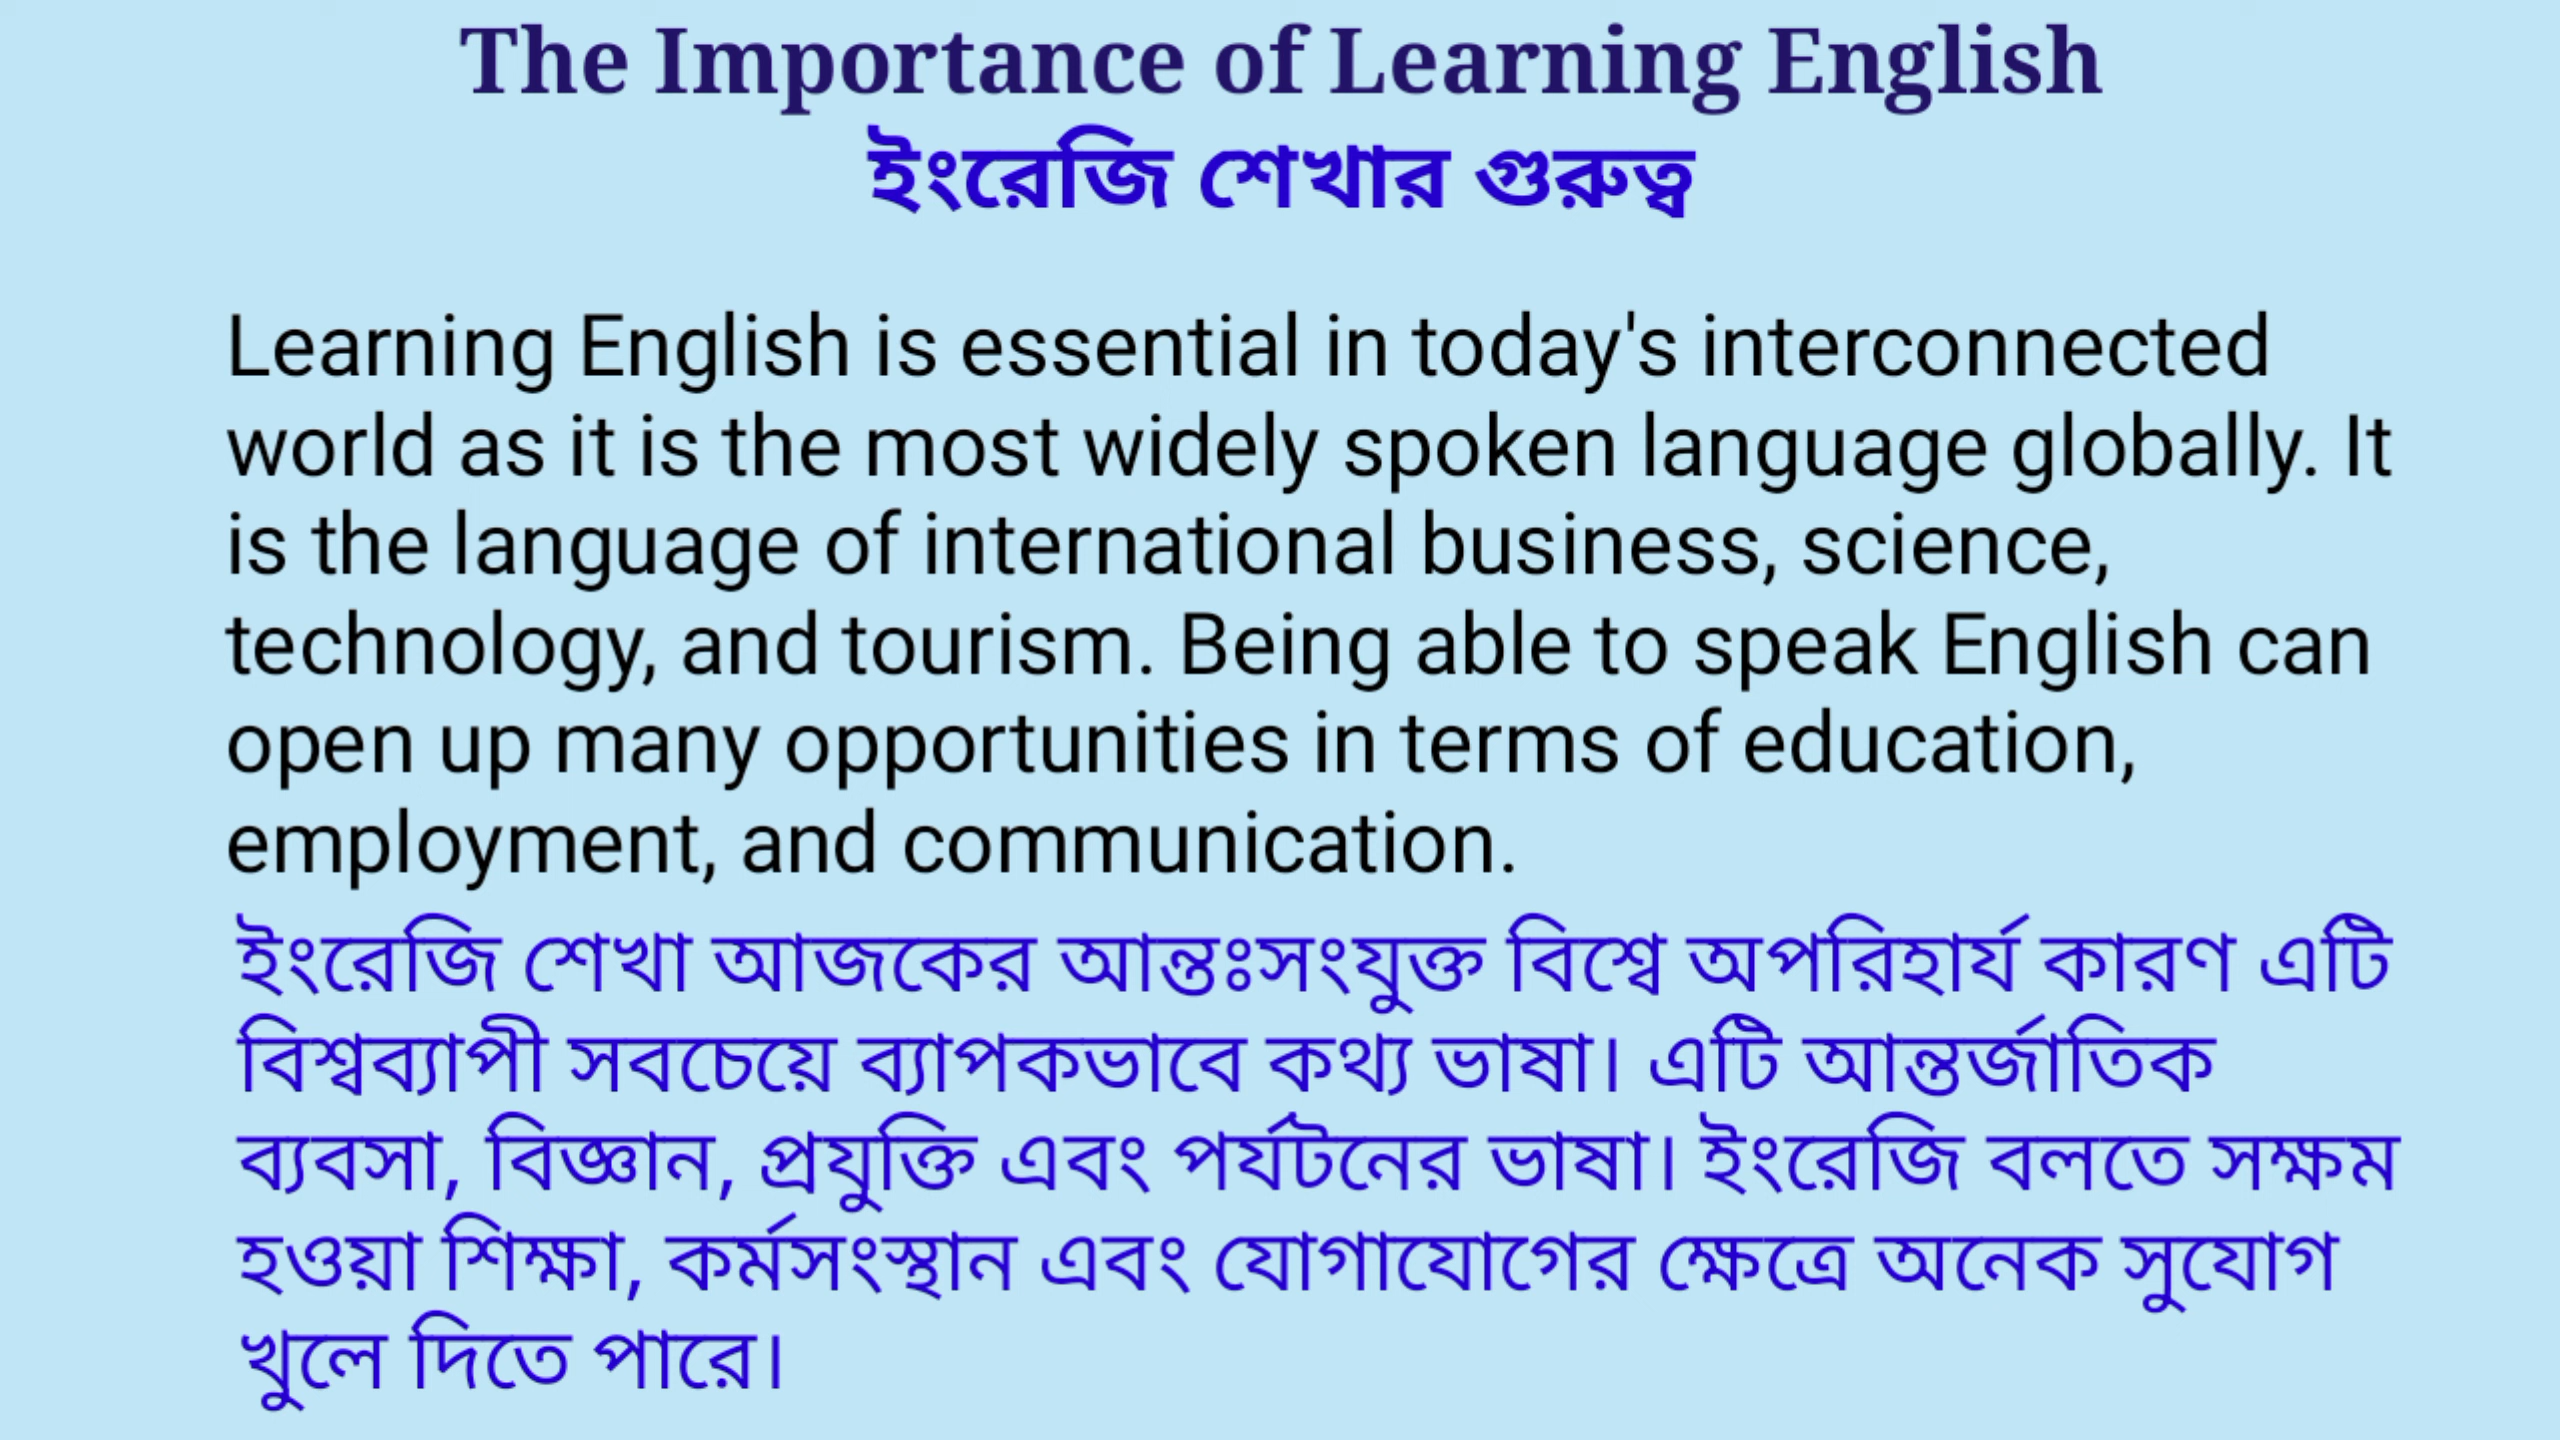 The Importance of Learning English
ইংরেজি শেখার গুরুত্ব
Learning English is essential in today's interconnected
world as it is the most widely spoken language globally. It
is the language of international business, science,
technology, and tourism. Being able to speak English can
open up many opportunities in terms of education,
employment, and communication.
ইংরেজি শেখা আজকের আন্তঃসংযুক্ত বিশ্বে অপরিহার্য কারণ এটি
বিশ্বব্যাপী সবচেয়ে ব্যাপকভাবে কথ্য ভাষা। এটি আন্তর্জাতিক
ব্যবসা, বিজ্ঞান, প্রযুক্তি এবং পর্যটনের ভাষা। ইংরেজি বলতে সক্ষম
হওয়া শিক্ষা, কর্মসংস্থান এবং যোগাযোগের ক্ষেত্রে অনেক সুযোগ
খুলে দিতে পারে।